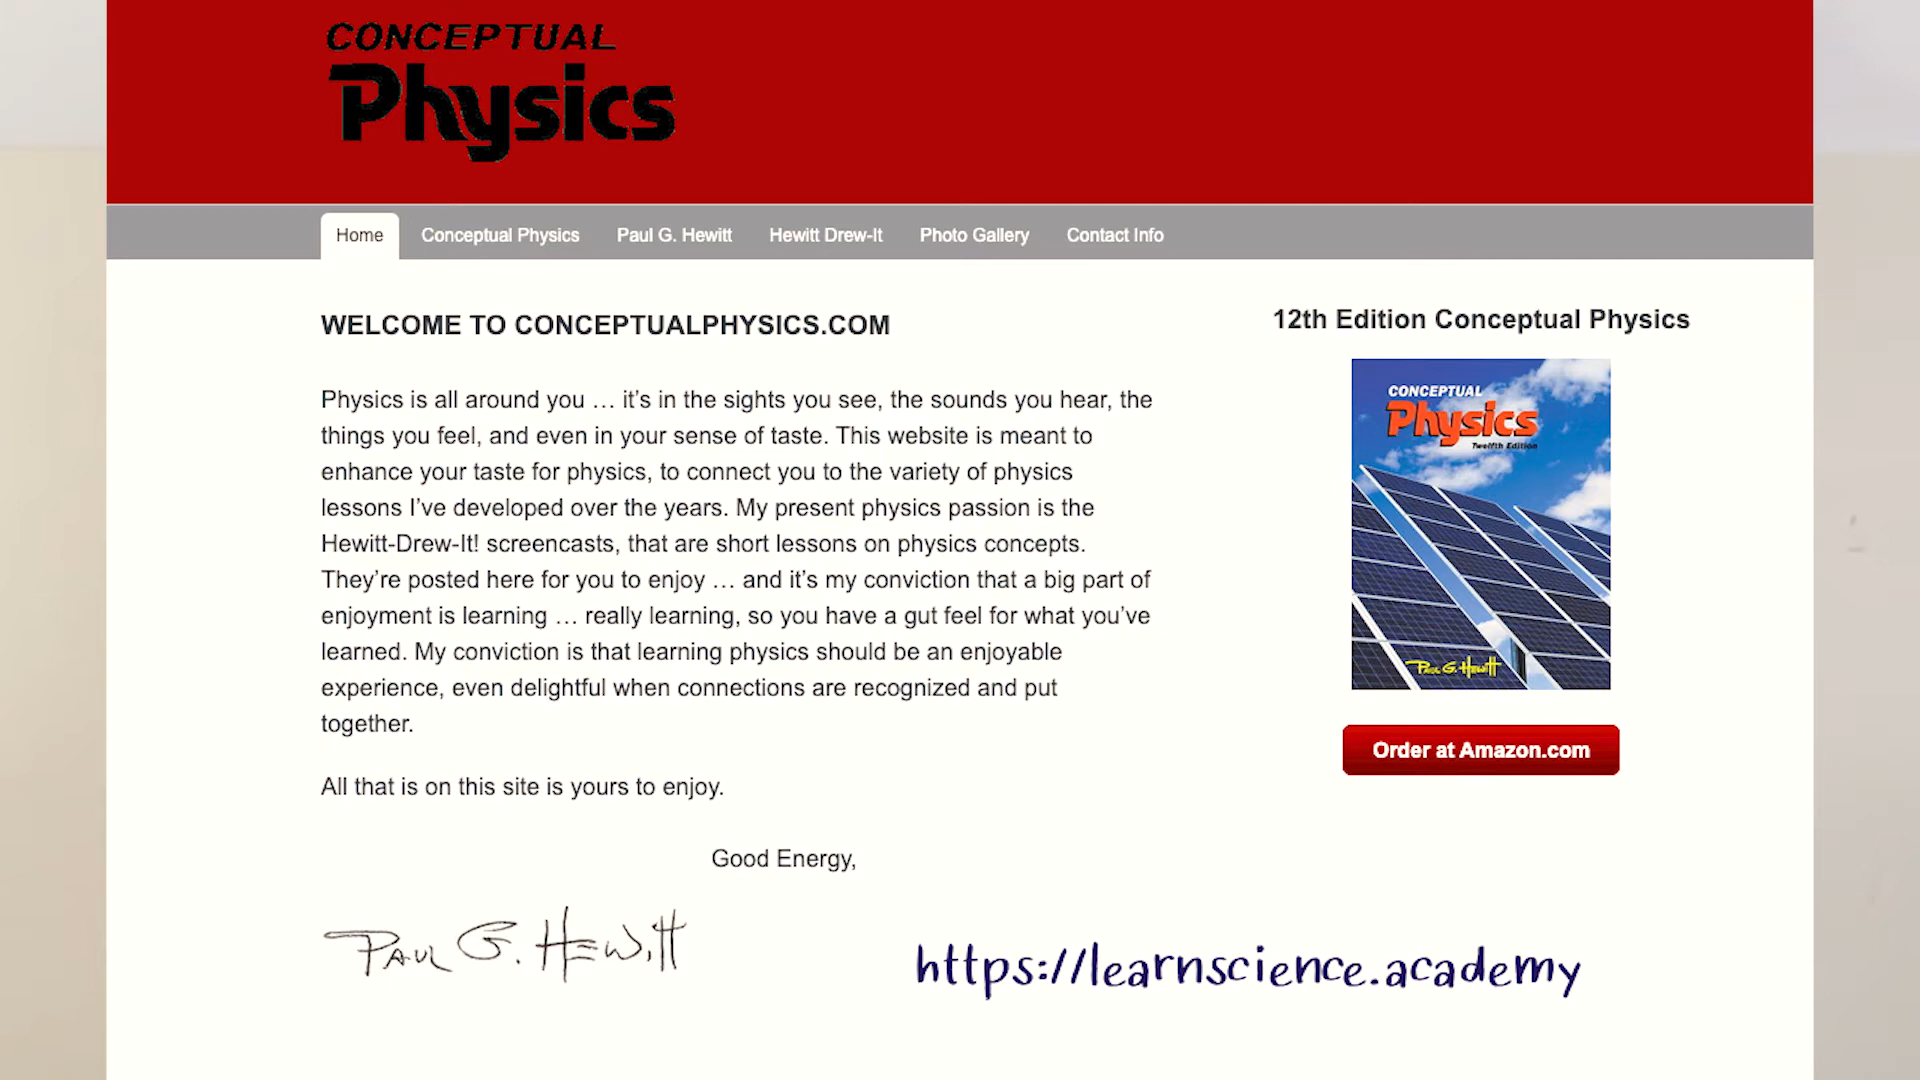 CONCEPTUAL
Physics
Home Conceptual Physics Paul G. Hewitt Hewitt Drew-It Photo Gallery Contact Info
WELCOME TO CONCEPTUALPHYSICS.COM
Physics is all around you … it’s in the sights you see, the sounds you hear, the
things you feel, and even in your sense of taste. This website is meant to
enhance your taste for physics, to connect you to the variety of physics
lessons I’ve developed over the years. My present physics passion is the
Hewitt-Drew-It! screencasts, that are short lessons on physics concepts.
They’re posted here for you to enjoy … and it’s my conviction that a big part of
enjoyment is learning … really learning, so you have a gut feel for what you’ve
learned. My conviction is that learning physics should be an enjoyable
experience, even delightful when connections are recognized and put
together.
All that is on this site is yours to enjoy.
Good Energy,
PAUL G. HEWITT
12th Edition Conceptual Physics
CONCEPTUAL
Physics
Twelfth Edition
PAUL G. HEWITT
Order at Amazon.com
https://learnscience.academy